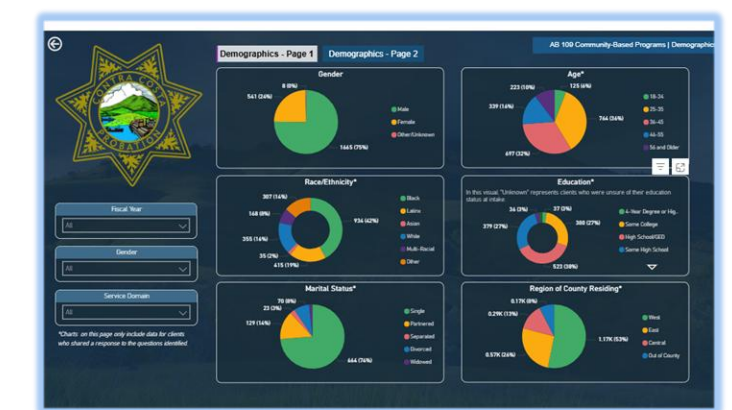 Demographics - Page 1
Demographics - Page 2
AB 109 Community-Based Programs | Demographic
CONTRA COSTA
PROBATION
Fiscal Year
All
Gender
All
Service Domain
All
*Charts on this page only include data for clients
who shared a response to the questions identified
Gender
8 (0%)
541 (24%)
1665 (75%)
Male
Female
Other/Unknown
Age*
223 (10%)
125 (6%)
339 (16%)
764 (36%)
697 (32%)
18-24
25-35
36-45
46-55
56 and Older
Race/Ethnicity*
307 (14%)
168 (8%)
355 (16%)
35 (2%)
415 (19%)
934 (42%)
Black
Latinx
Asian
White
Multi-Racial
Other
Education*
In this visual, "Unknown" represents clients who were unsure of their education
status at intake.
36 (3%)
37 (3%)
379 (27%)
380 (27%)
523 (38%)
4-Year Degree or Hig..
Some College
High School/GED
Some High School
Marital Status*
70 (8%)
23 (3%)
129 (14%)
664 (74%)
Single
Partnered
Separated
Divorced
Widowed
Region of County Residing*
0.17K (8%)
0.29K (13%)
0.57K (26%)
1.17K (53%)
West
East
Central
Out of County